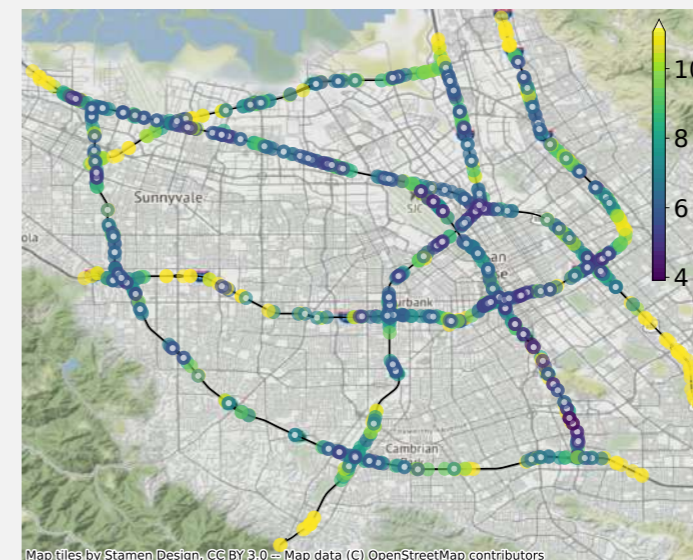 10
8
Sunnyvale
6
SJC
4
Cambrian
Map tiles by Stamen Design, CC BY 3.0 -- Map data (C) OpenStreetMap contributors